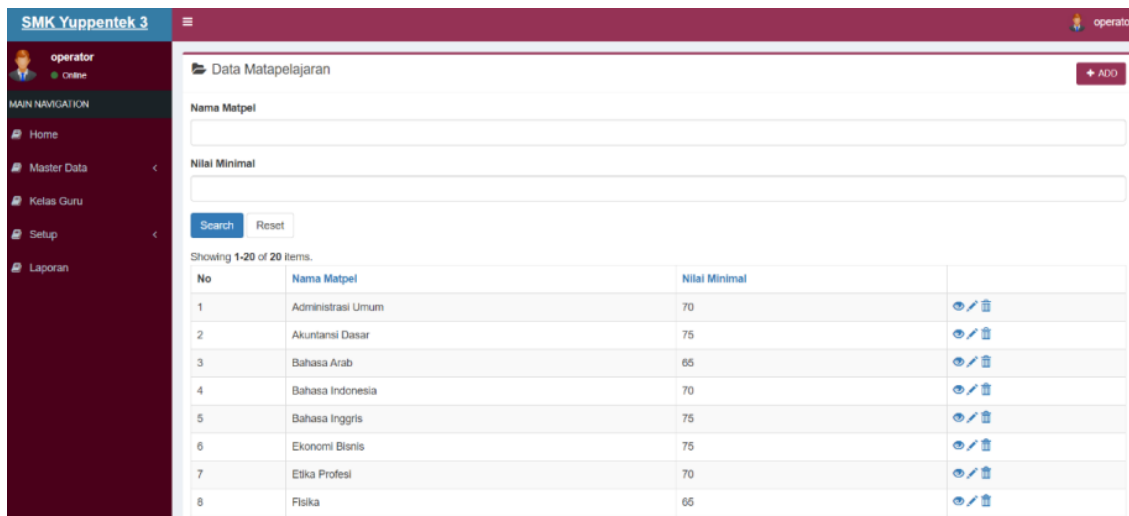 SMK Yuppentek 3
operator
operator
Online
MAIN NAVIGATION
Home
Master Data
Kelas Guru
Setup
Laporan
Data Matapelajaran
+ ADD
Nama Matpel
Nilai Minimal
Search Reset
Showing 1-20 of 20 items.
No Nama Matpel Nilai Minimal
1 Administrasi Umum 70
2 Akuntansi Dasar 75
3 Bahasa Arab 65
4 Bahasa Indonesia 70
5 Bahasa Inggris 75
6 Ekonomi Bisnis 75
7 Etika Profesi 70
8 Fisika 65